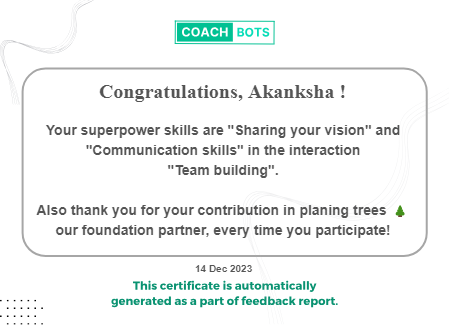 COACH BOTS
Congratulations, Akanksha !
Your superpower skills are "Sharing your vision" and
"Communication skills" in the interaction
"Team building".
Also thank you for your contribution in planing trees 🌲
our foundation partner, every time you participate!
14 Dec 2023
This certificate is automatically
generated as a part of feedback report.